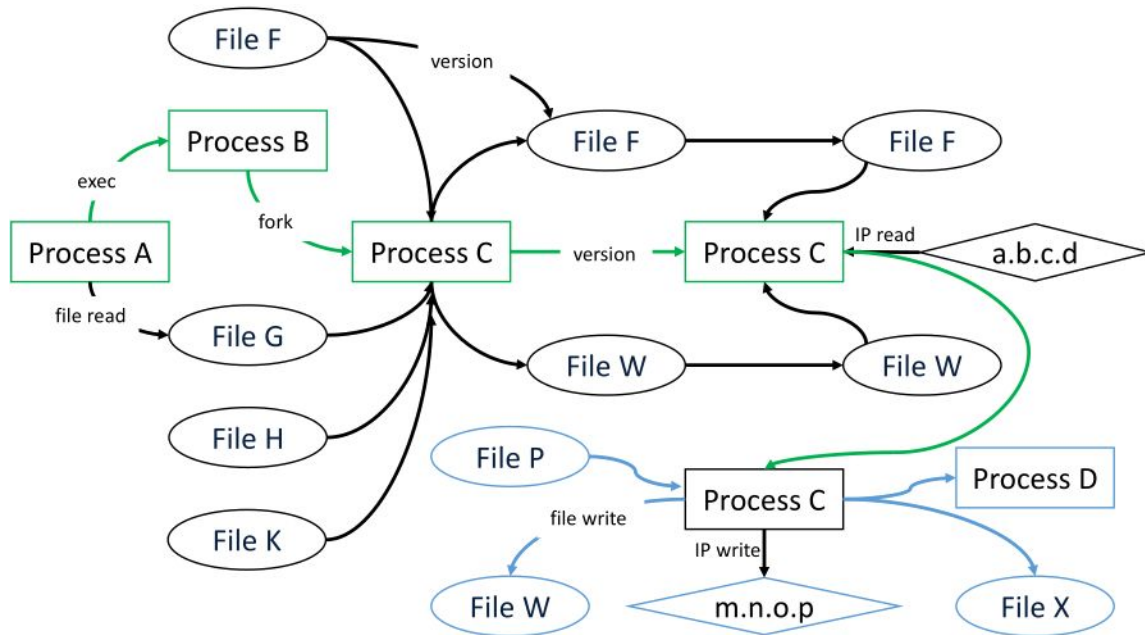 File F
version
Process B
File F
File F
exec
fork
IP read
Process A
Process C
version
Process C
a.b.c.d
file read
File G
File W
File W
File H
File P
Process D
Process C
file write
File K
IP write
File W
m.n.o.p
File X